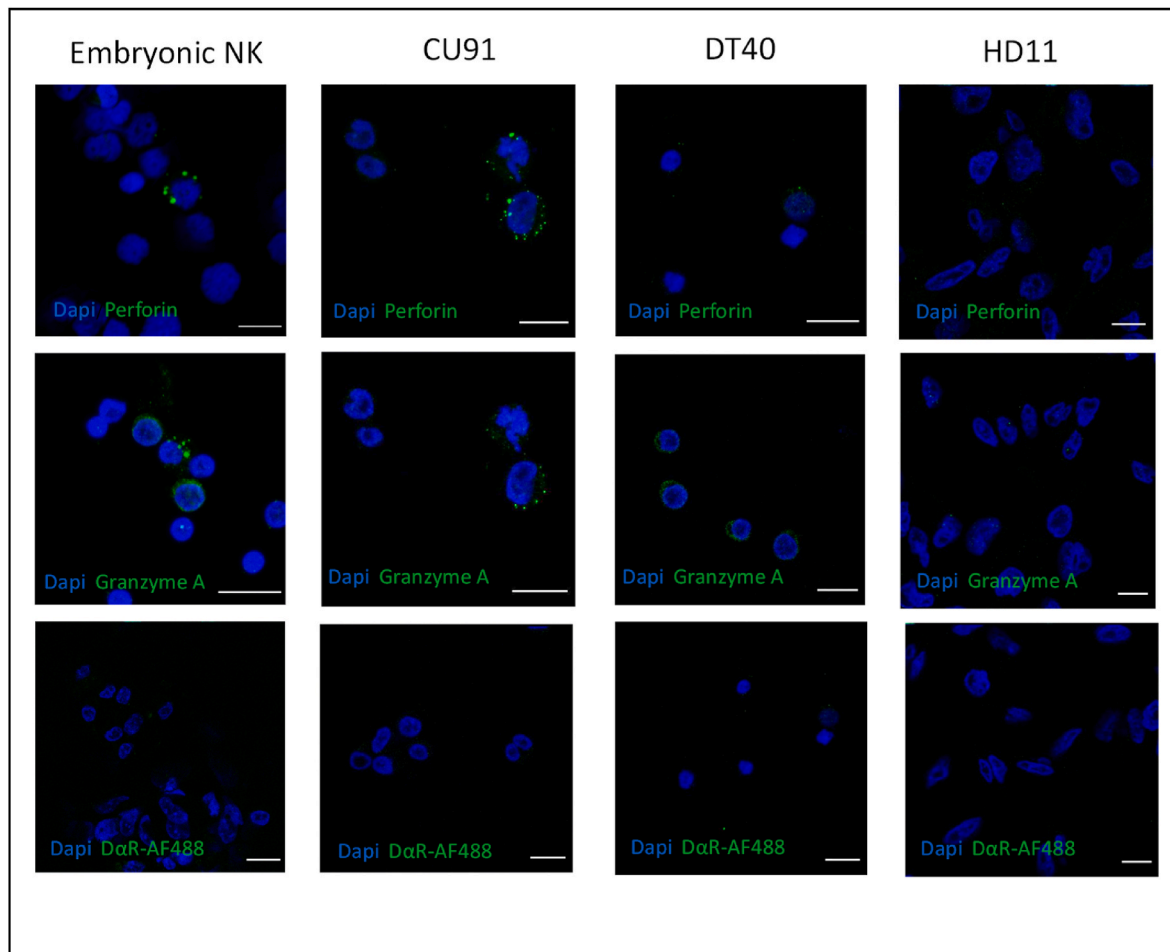 Embryonic NK CU91 DT40 HD11
Dapi Perforin Dapi Perforin Dapi Perforin Dapi Perforin
Dapi Granzyme A Dapi Granzyme A Dapi Granzyme A Dapi Granzyme A
Dapi DαR-AF488 Dapi DαR-AF488 Dapi DαR-AF488 Dapi DαR-AF488